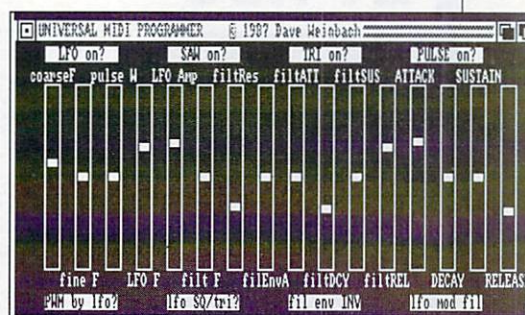 UNIVERSAL MIDI PROGRAMMER © 1987 Dave Weinbach
LFO on? SAW on? TRI on? PULSE on?
coarseF pulse W LFO Amp filtRes filtATT filtSUS ATTACK SUSTAIN
fine F LFO F filt F filEnvA filtDCY filtREL DECAY RELEAS
PWM by lfo? lfo SQ/tri? fil env INV lfo mod fil